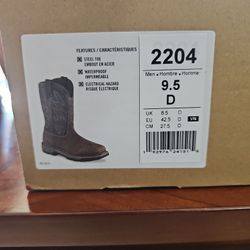 FEATURES / CARACTÉRISTIQUES
STEEL TOE
EMBOUT EN ACIER
WATERPROOF
IMPERMÉABLE
ELECTRICAL HAZARD
RISQUE ÉLECTRIQUE
2204
Men • Hombre • Homme
9.5
D
UK 8.5 D
EU 42.5 D
CM 27.5 D
VN